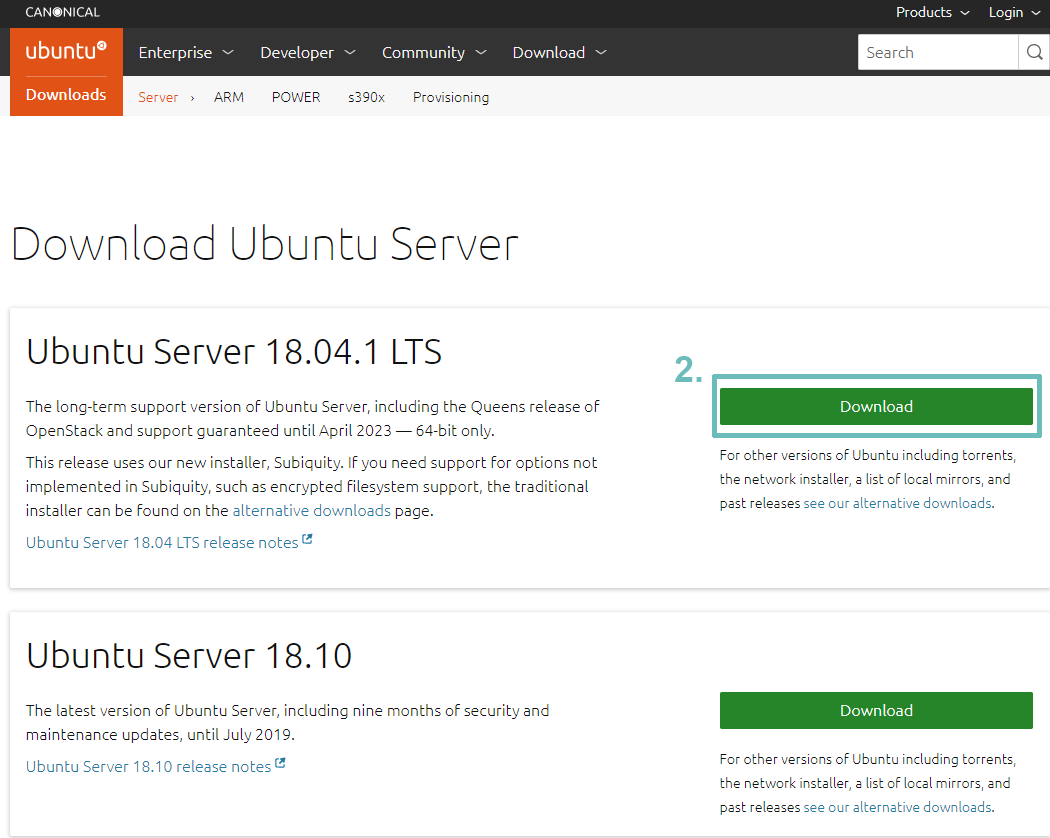 CANONICAL
Products Login
ubuntu
Enterprise Developer Community Download Search
Downloads
Server › ARM POWER s390x Provisioning
Download Ubuntu Server
Ubuntu Server 18.04.1 LTS
The long-term support version of Ubuntu Server, including the Queens release of
OpenStack and support guaranteed until April 2023 — 64-bit only.
This release uses our new installer, Subiquity. If you need support for options not
implemented in Subiquity, such as encrypted filesystem support, the traditional
installer can be found on the alternative downloads page.
Ubuntu Server 18.04 LTS release notes
2.
Download
For other versions of Ubuntu including torrents,
the network installer, a list of local mirrors, and
past releases see our alternative downloads.
Ubuntu Server 18.10
The latest version of Ubuntu Server, including nine months of security and
maintenance updates, until July 2019.
Ubuntu Server 18.10 release notes
Download
For other versions of Ubuntu including torrents,
the network installer, a list of local mirrors, and
past releases see our alternative downloads.